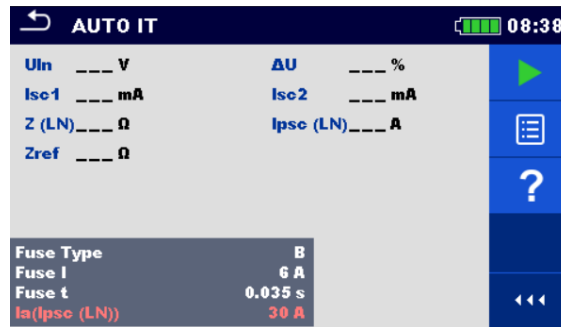 AUTO IT 08:38
Uln ___ V ΔU ___ %
Isc1 ___ mA Isc2 ___ mA
Z (LN)___ Ω Ipsc (LN)___ A
Zref ___ Ω
?
Fuse Type B
Fuse I 6 A
Fuse t 0.035 s
Ia(Ipsc (LN)) 30 A